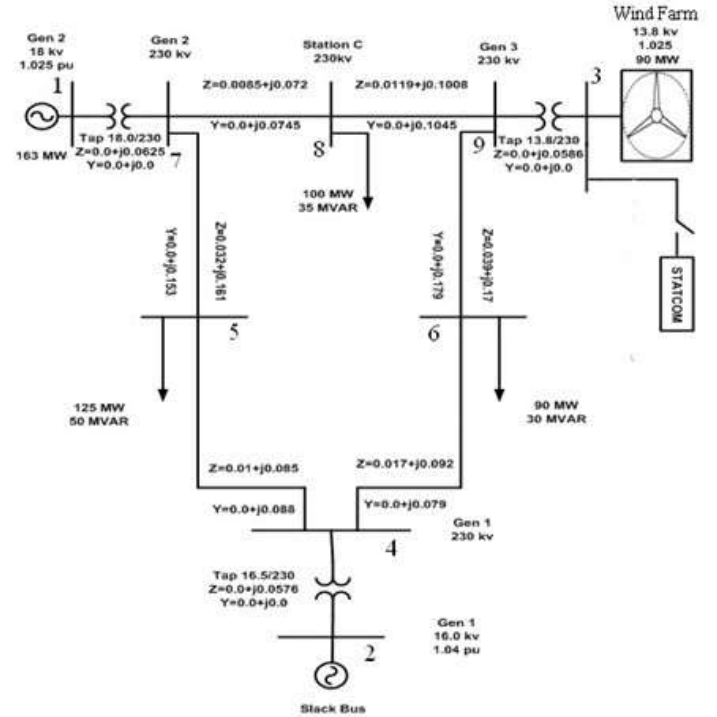 Gen 2
18 kv
1.025 pu
1
163 MW
Tap 18.0/230
Z=0.0+j0.0625
Y=0.0+j0.0
Gen 2
230 kv
7
Z=0.0085+j0.072
Y=0.0+j0.0745
Station C
230kv
8
100 MW
35 MVAR
Z=0.0119+j0.1008
Y=0.0+j0.1045
Gen 3
230 kv
9
Tap 13.8/230
Z=0.0+j0.0586
Y=0.0+j0.0
3
Wind Farm
13.8 kv
1.025
90 MW
STATCOM
Y=0.0+j0.153
Z=0.032+j0.161
Y=0.0+j0.179
Z=0.039+j0.17
5
125 MW
50 MVAR
6
90 MW
30 MVAR
Z=0.01+j0.085
Y=0.0+j0.088
Z=0.017+j0.092
Y=0.0+j0.079
4
Gen 1
230 kv
Tap 16.5/230
Z=0.0+j0.0576
Y=0.0+j0.0
2
Gen 1
16.0 kv
1.04 pu
Slack Bus